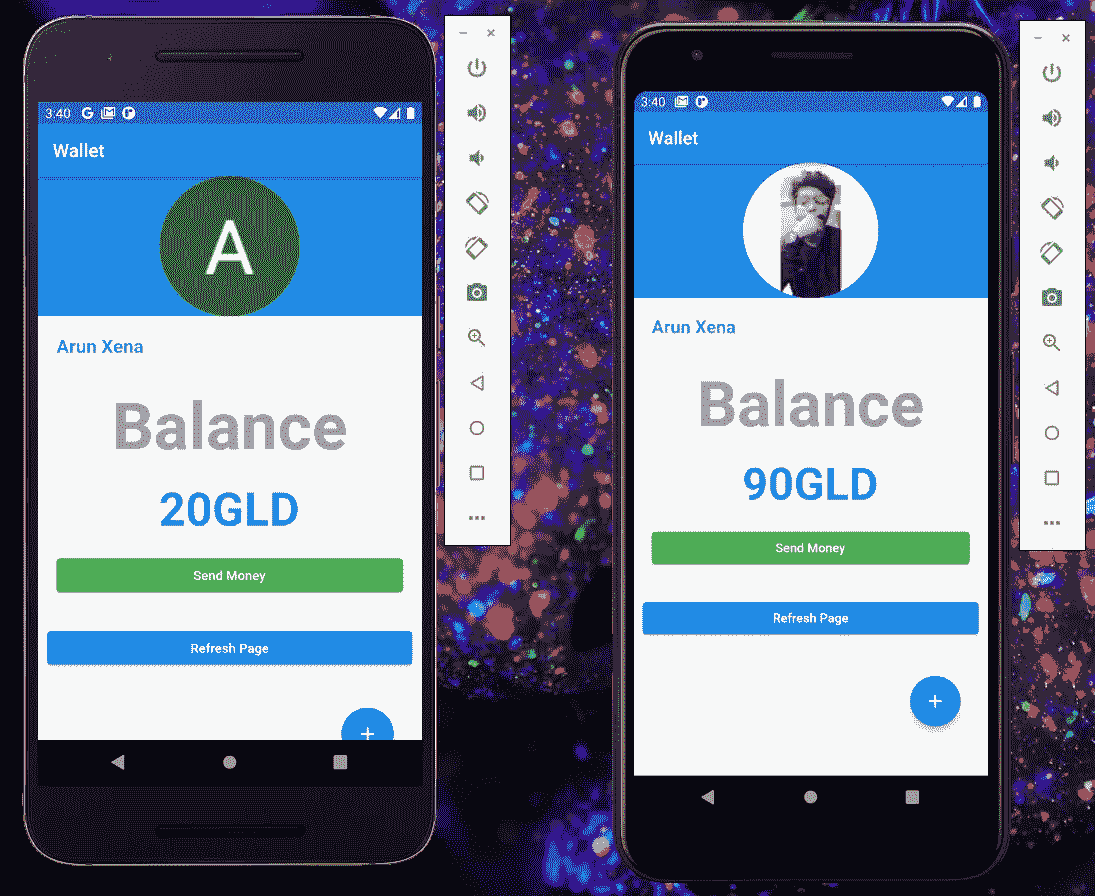 3:40
Wallet
A
Arun Xena
Balance
20GLD
Send Money
Refresh Page
+
3:40
Wallet
Arun Xena
Balance
90GLD
Send Money
Refresh Page
+